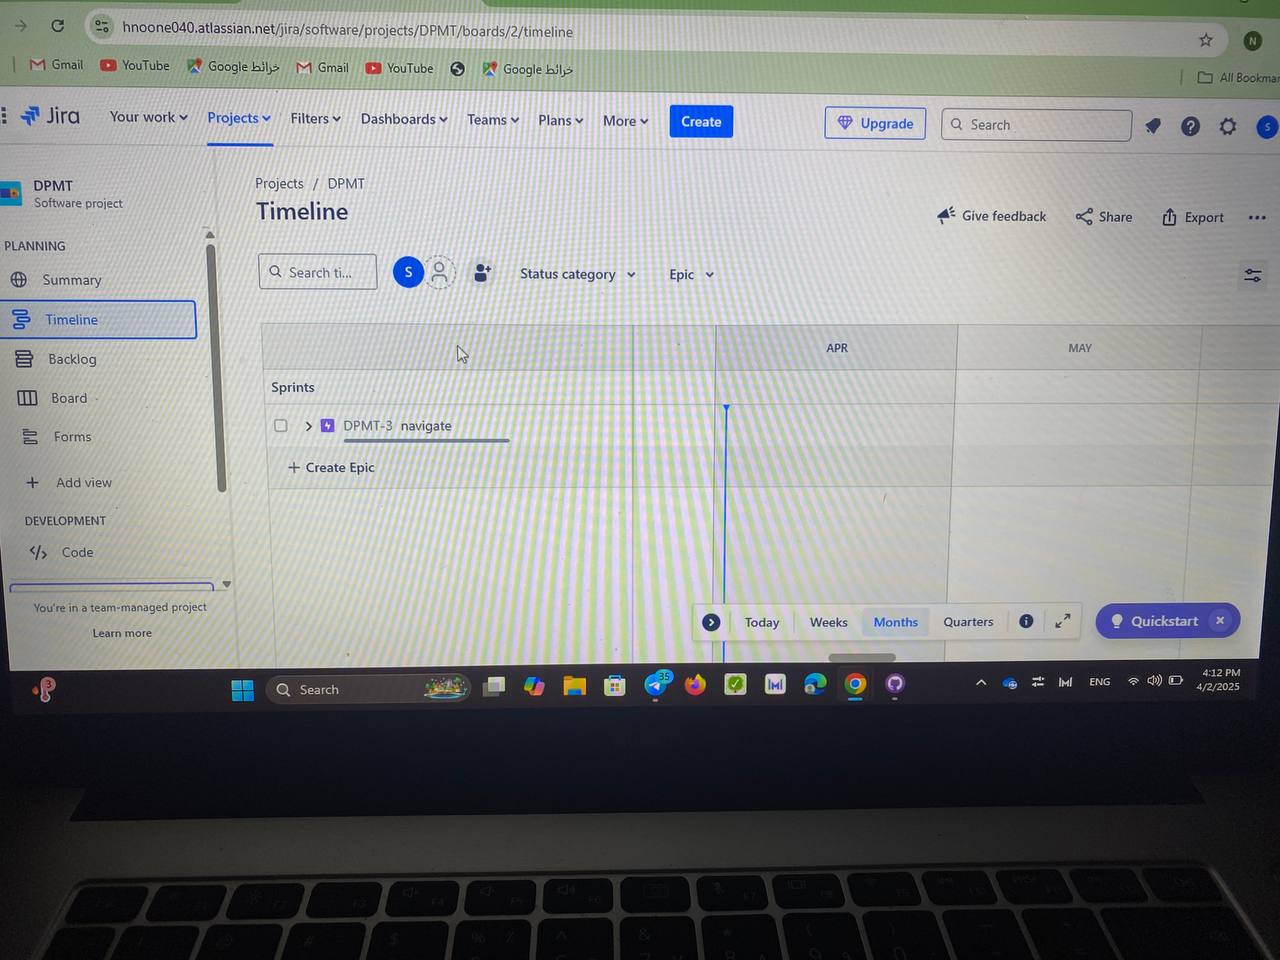 hnoone040.atlassian.net/jira/software/projects/DPMT/boards/2/timeline
N
Gmail YouTube خرائط Google Gmail YouTube خرائط Google All Bookmar
Jira Your work Projects Filters Dashboards Teams Plans More Create Upgrade Search S
DPMT
Software project
Projects / DPMT
Timeline
Give feedback Share Export
PLANNING
Summary
Timeline
Backlog
Board
Forms
Add view
DEVELOPMENT
Code
You're in a team-managed project
Learn more
Search ti... S Status category Epic
APR MAY
Sprints
DPMT-3 navigate
+ Create Epic
Today Weeks Months Quarters
Quickstart
3
Search
35
ENG
4:12 PM
4/2/2025